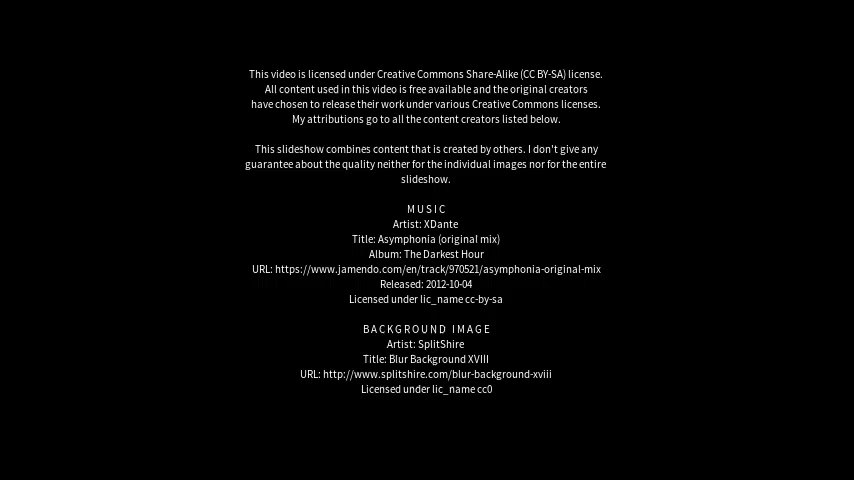 This video is licensed under Creative Commons Share-Alike (CC BY-SA) license.
All content used in this video is free available and the original creators
have chosen to release their work under various Creative Commons licenses.
My attributions go to all the content creators listed below.
This slideshow combines content that is created by others. I don't give any
guarantee about the quality neither for the individual images nor for the entire
slideshow.
MUSIC
Artist: XDante
Title: Asymphonia (original mix)
Album: The Darkest Hour
URL: https://www.jamendo.com/en/track/970521/asymphonia-original-mix
Released: 2012-10-04
Licensed under lic_name cc-by-sa
BACKGROUND IMAGE
Artist: SplitShire
Title: Blur Background XVIII
URL: http://www.splitshire.com/blur-background-xviii
Licensed under lic_name cc0